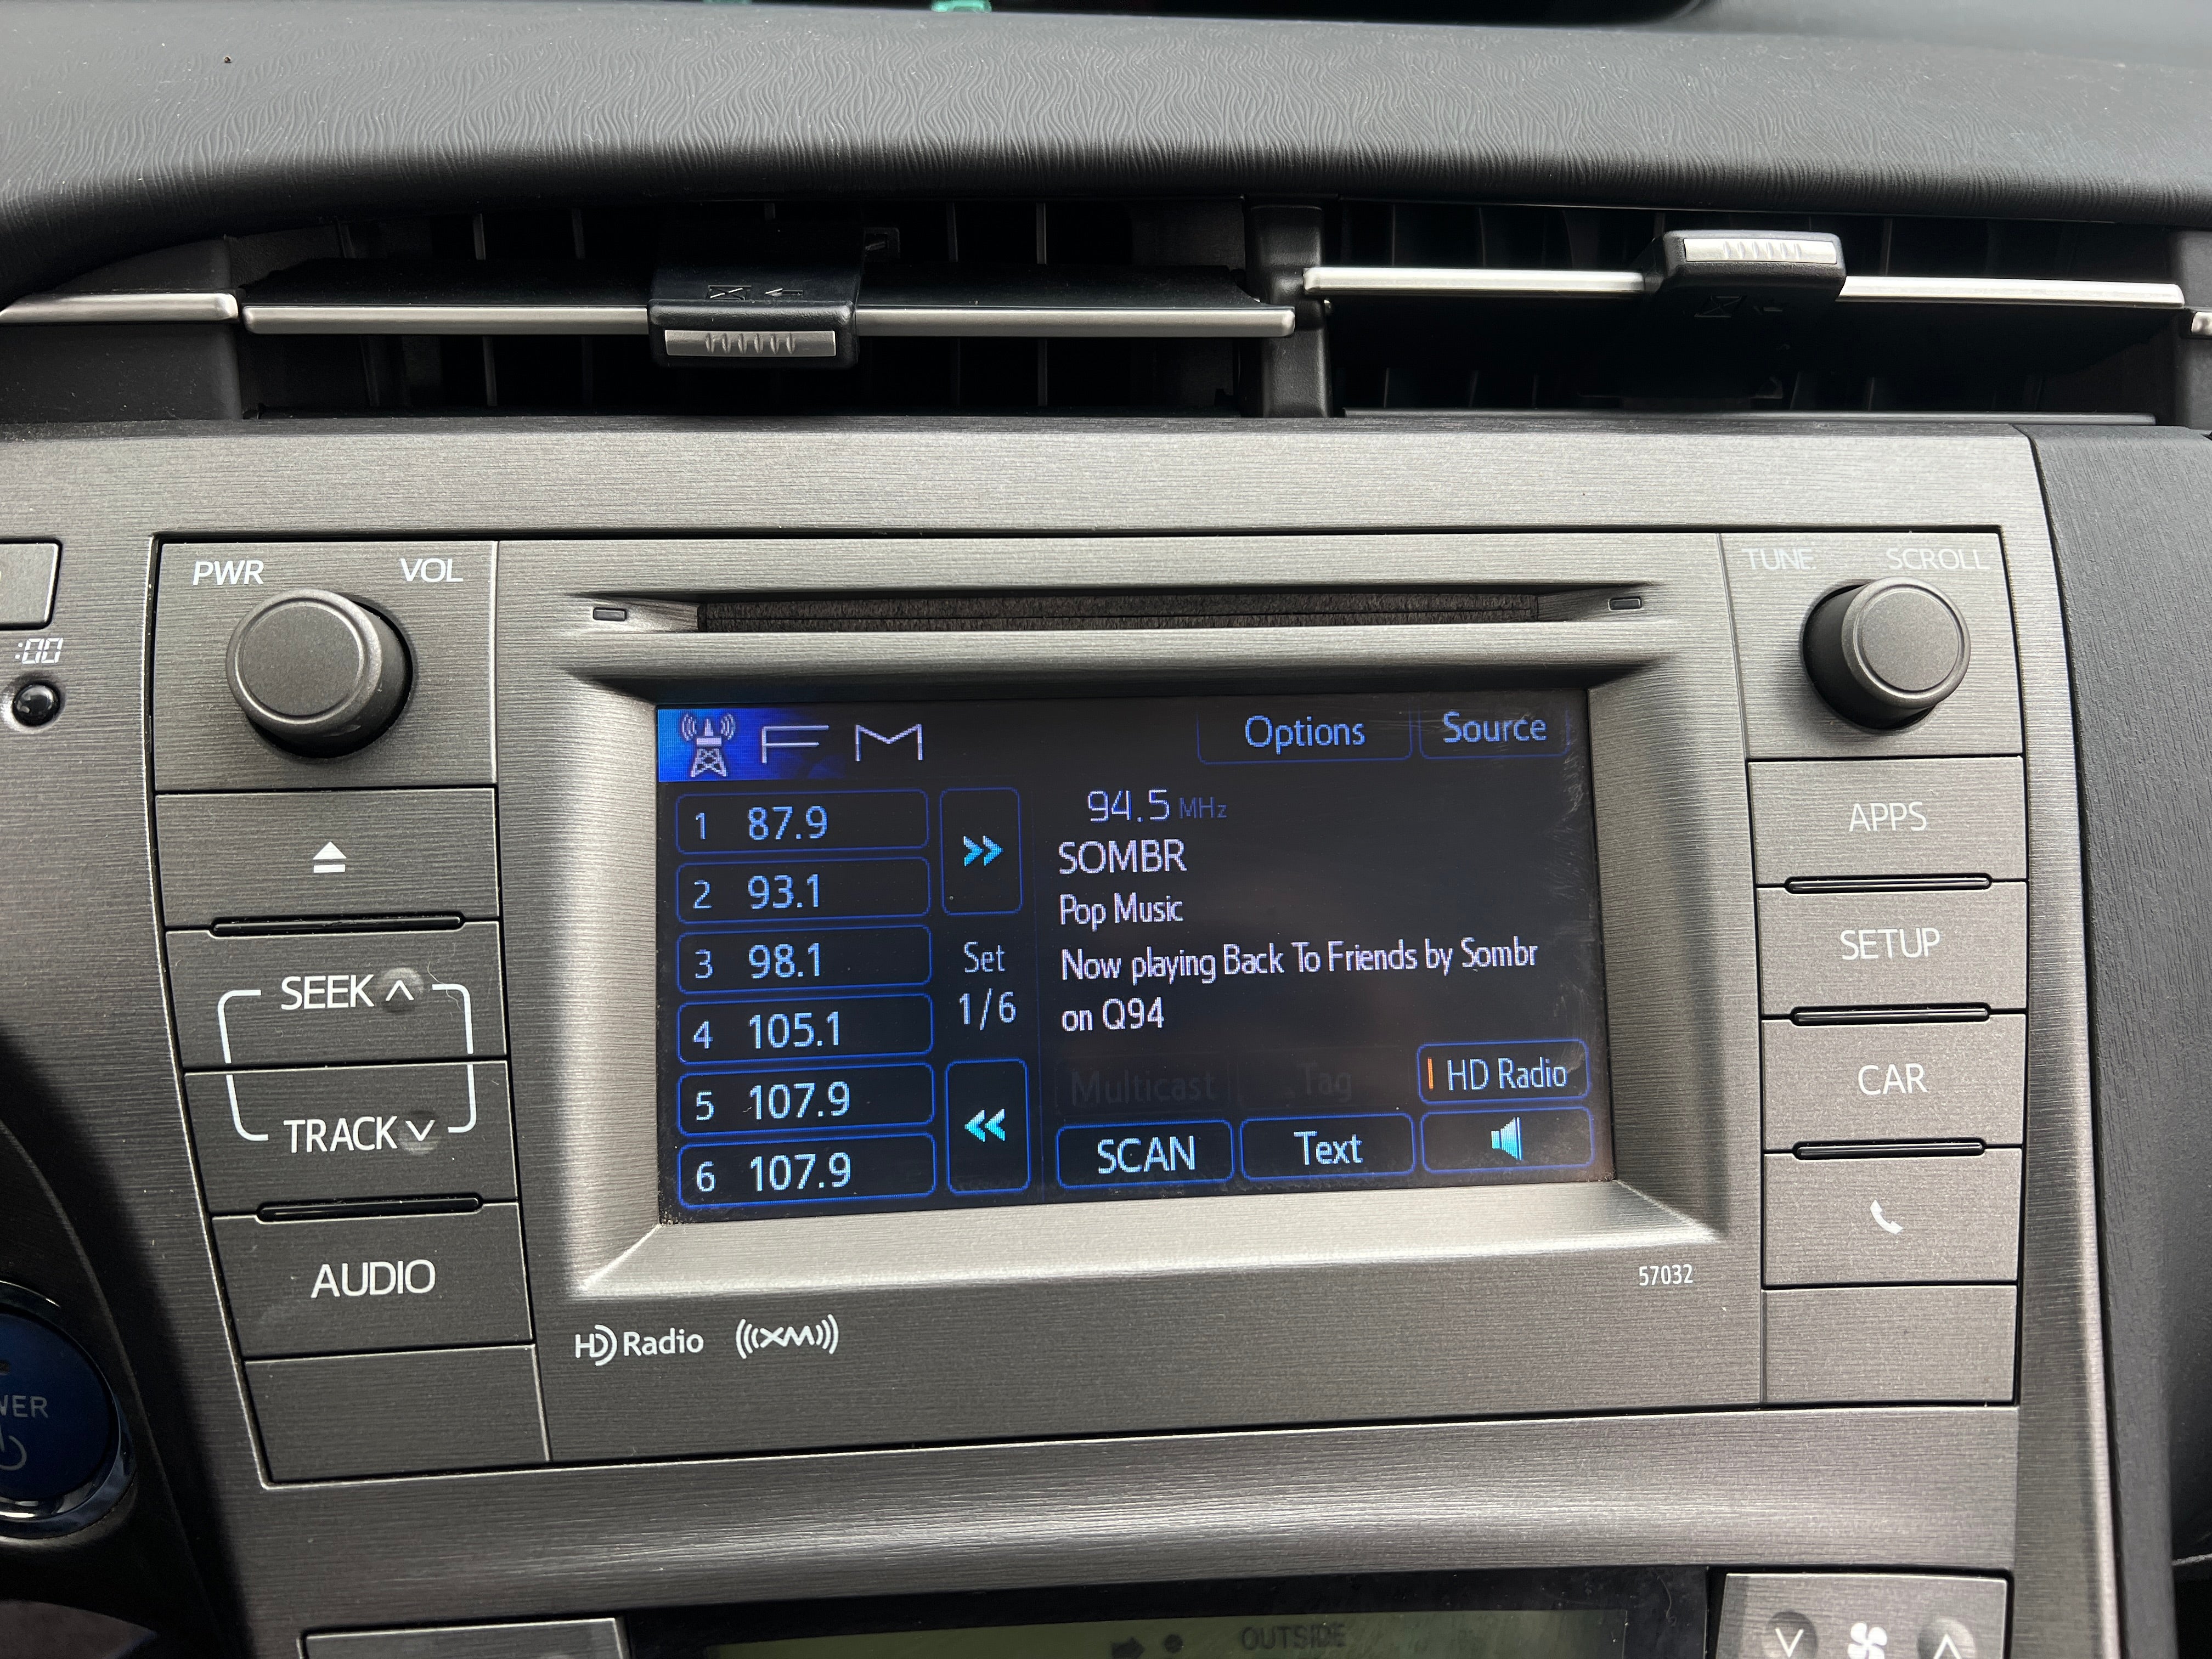 PWR VOL
TUNE SCROLL
:00
FM
Options
Source
1 87.9
2 93.1
3 98.1
4 105.1
5 107.9
6 107.9
>>
Set
1/6
<<
94.5 MHz
SOMBR
Pop Music
Now playing Back To Friends by Sombr
on Q94
Multicast
Tag
HD Radio
SCAN
Text
SEEK
TRACK
AUDIO
APPS
SETUP
CAR
57032
HD Radio
((XM))
WER
OUTSIDE